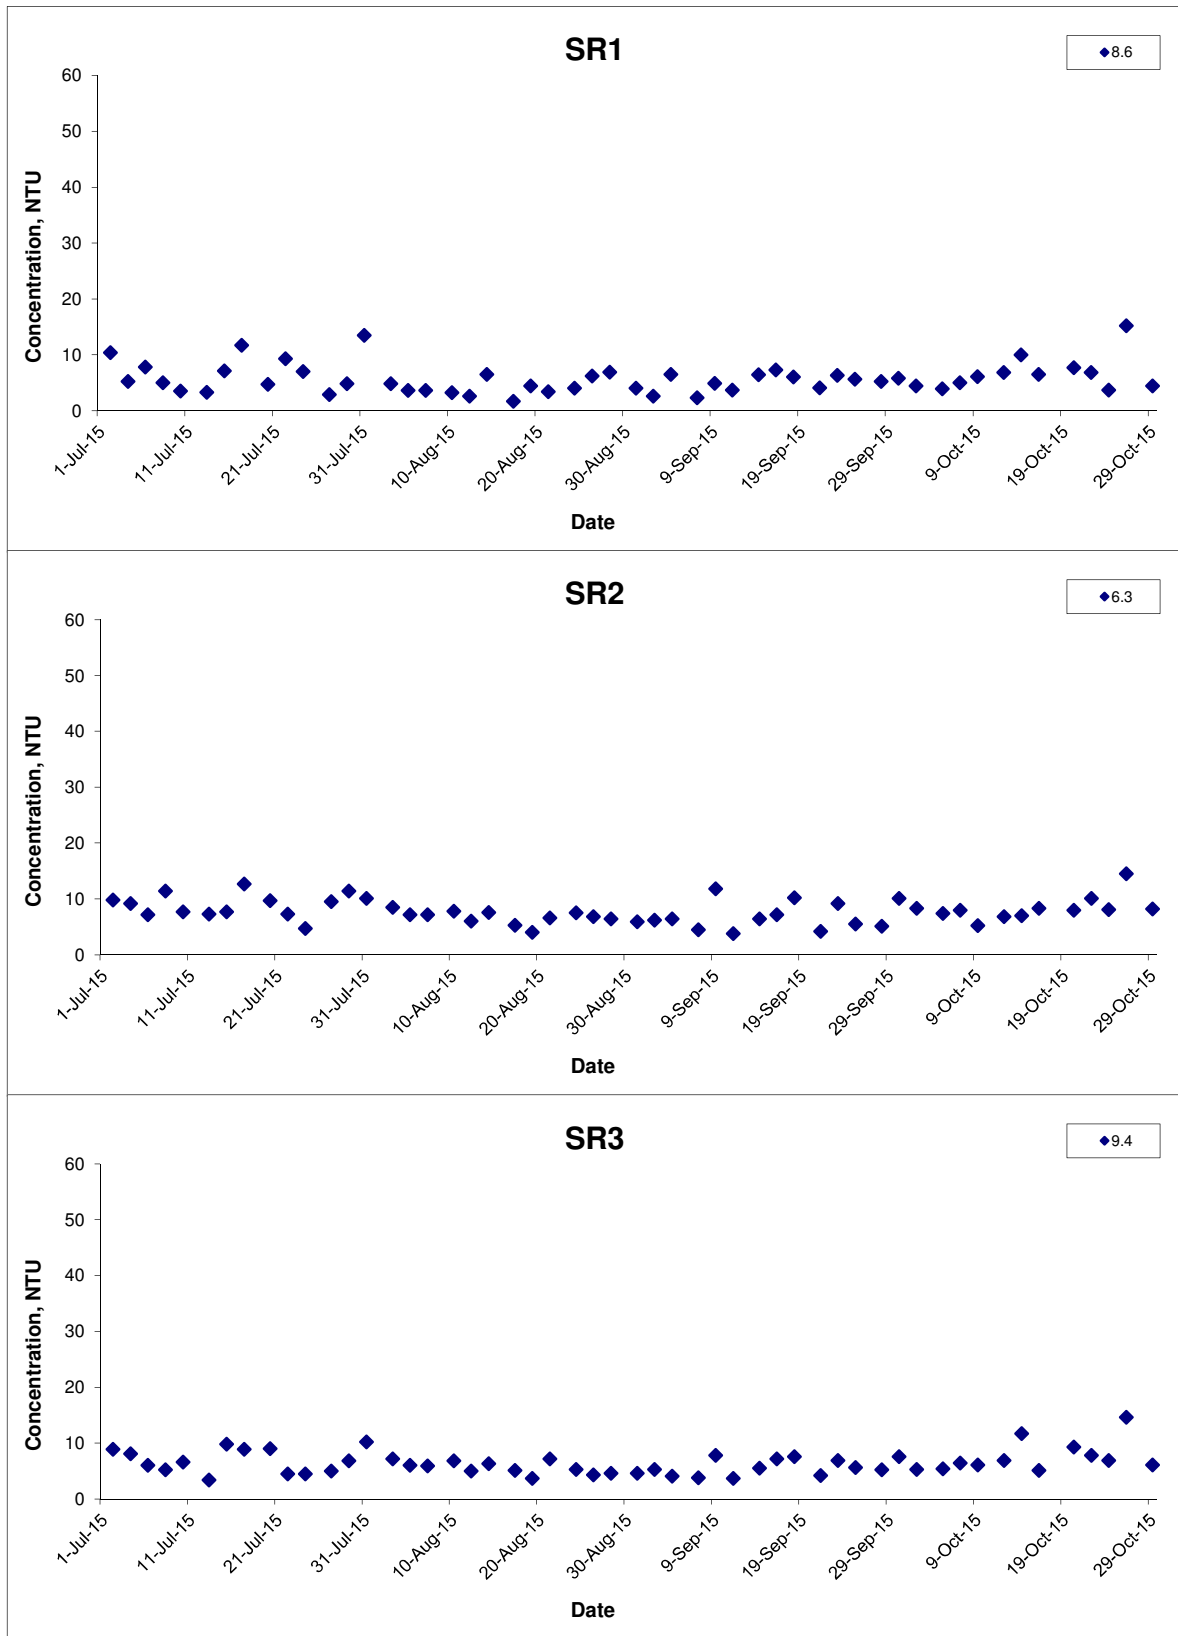 SR1
8.6
60
50
40
30
20
10
0
Concentration, NTU
1-Jul-15
11-Jul-15
21-Jul-15
31-Jul-15
10-Aug-15
20-Aug-15
30-Aug-15
9-Sep-15
19-Sep-15
29-Sep-15
9-Oct-15
19-Oct-15
29-Oct-15
Date
SR2
6.3
60
50
40
30
20
10
0
Concentration, NTU
1-Jul-15
11-Jul-15
21-Jul-15
31-Jul-15
10-Aug-15
20-Aug-15
30-Aug-15
9-Sep-15
19-Sep-15
29-Sep-15
9-Oct-15
19-Oct-15
29-Oct-15
Date
SR3
9.4
60
50
40
30
20
10
0
Concentration, NTU
1-Jul-15
11-Jul-15
21-Jul-15
31-Jul-15
10-Aug-15
20-Aug-15
30-Aug-15
9-Sep-15
19-Sep-15
29-Sep-15
9-Oct-15
19-Oct-15
29-Oct-15
Date